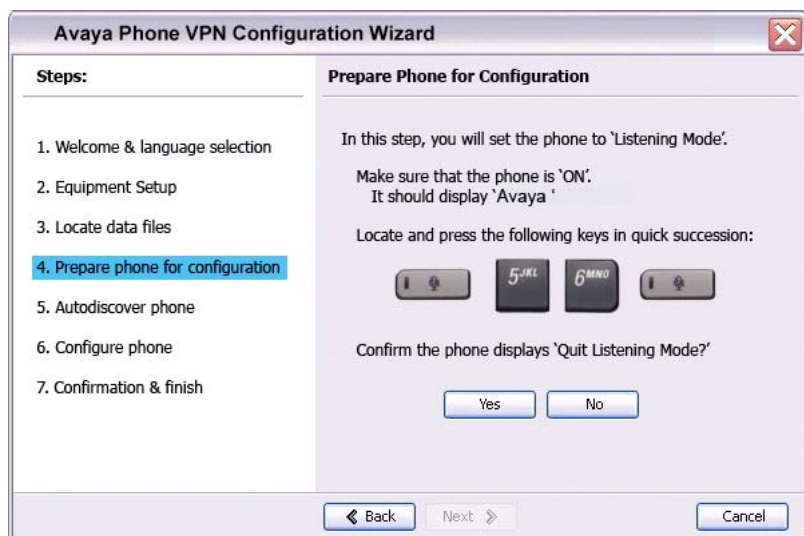 Avaya Phone VPN Configuration Wizard
Steps:
1. Welcome & language selection
2. Equipment Setup
3. Locate data files
4. Prepare phone for configuration
5. Autodiscover phone
6. Configure phone
7. Confirmation & finish
Prepare Phone for Configuration
In this step, you will set the phone to `Listening Mode'.
Make sure that the phone is `ON'.
It should display `Avaya '
Locate and press the following keys in quick succession:
5 JKL 6 MNO
Confirm the phone displays `Quit Listening Mode?'
Yes No
Back Next Cancel